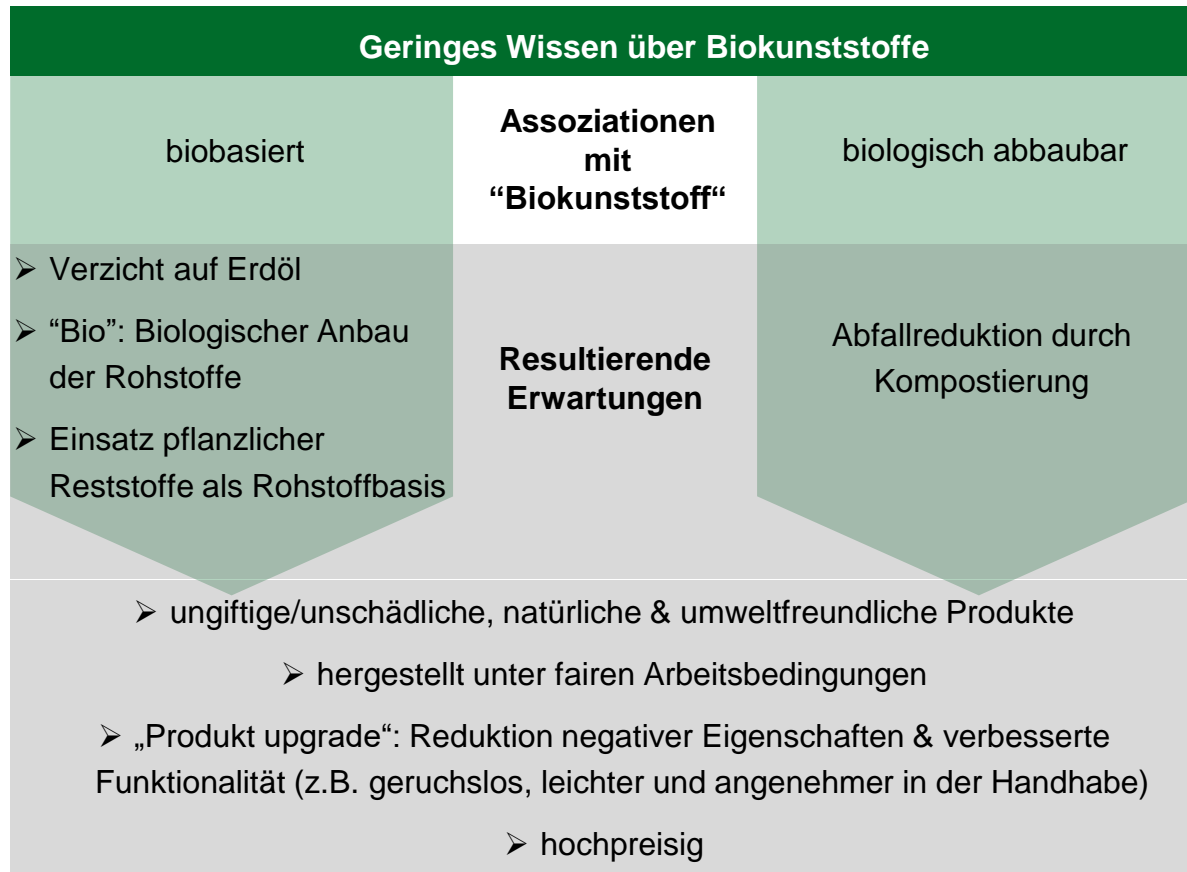 Geringes Wissen über Biokunststoffe
biobasiert
Assoziationen
mit
“Biokunststoff“
biologisch abbaubar
➢ Verzicht auf Erdöl
➢ “Bio”: Biologischer Anbau
der Rohstoffe
➢ Einsatz pflanzlicher
Reststoffe als Rohstoffbasis
Resultierende
Erwartungen
Abfallreduktion durch
Kompostierung
➢ ungiftige/unschädliche, natürliche & umweltfreundliche Produkte
➢ hergestellt unter fairen Arbeitsbedingungen
➢ „Produkt upgrade“: Reduktion negativer Eigenschaften & verbesserte
Funktionalität (z.B. geruchslos, leichter und angenehmer in der Handhabe)
➢ hochpreisig